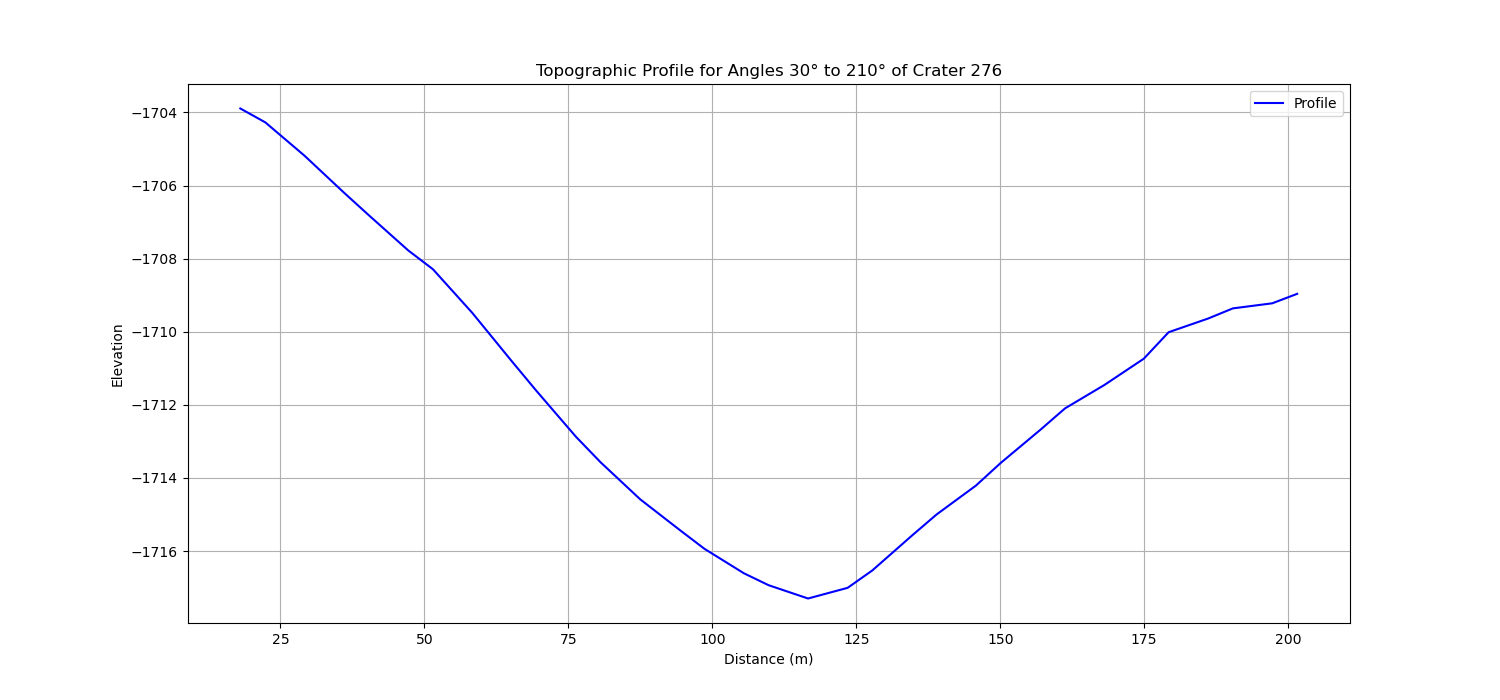 Topographic Profile for Angles 30° to 210° of Crater 276
Profile
−1704
−1706
−1708
−1710
−1712
−1714
−1716
Elevation
25 50 75 100 125 150 175 200
Distance (m)